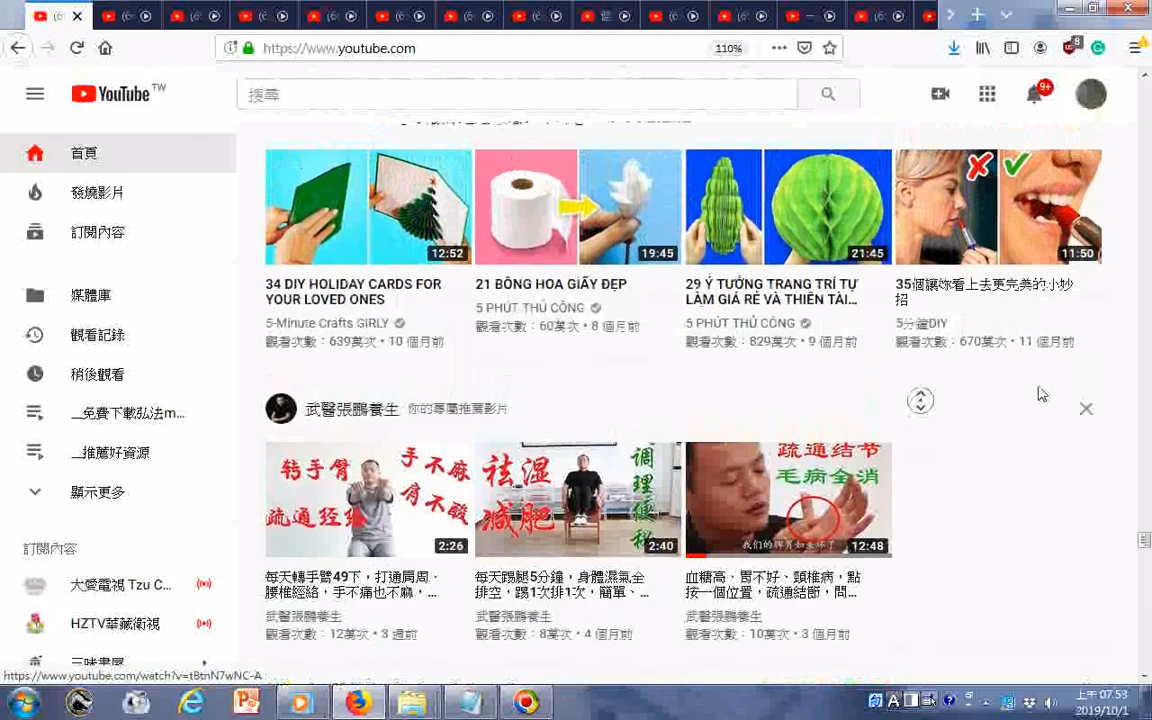 https://www.youtube.com
110%
8
YouTube TW
搜尋
9+
首頁
發燒影片
訂閱內容
媒體庫
觀看記錄
稍後觀看
__免費下載弘法m...
__推薦好資源
顯示更多
訂閱內容
大愛電視 Tzu C...
HZTV華藏衛視
12:52
19:45
21:45
11:50
34 DIY HOLIDAY CARDS FOR
YOUR LOVED ONES
5-Minute Crafts GIRLY
觀看次數：639萬次 • 10 個月前
21 BÔNG HOA GIẤY ĐẸP
5 PHÚT THỦ CÔNG
觀看次數：60萬次 • 8 個月前
29 Ý TƯỞNG TRANG TRÍ TỰ
LÀM GIÁ RẺ VÀ THIÊN TÀI...
5 PHÚT THỦ CÔNG
觀看次數：829萬次 • 9 個月前
35個讓妳看上去更完美的小妙
招
5分鐘DIY
觀看次數：670萬次 • 11 個月前
武醫張鵬養生 你的專屬推薦影片
转手臂
手不麻
肩不酸
疏通经络
2:26
祛湿
减肥
2:40
疏通结节
毛病全消
12:48
每天轉手臂49下，打通肩周、
腰椎經絡，手不痛也不麻，...
武醫張鵬養生
觀看次數：12萬次 • 3 週前
每天踢腿5分鐘，身體濕氣全
排空，踢1次排1次，簡單、...
武醫張鵬養生
觀看次數：8萬次 • 4 個月前
血糖高、胃不好、頸椎病，點
按一個位置，疏通結節，問...
武醫張鵬養生
觀看次數：10萬次 • 3 個月前
https://www.youtube.com/watch?v=tBtnN7wNC-A
上午 07:53
2019/10/1